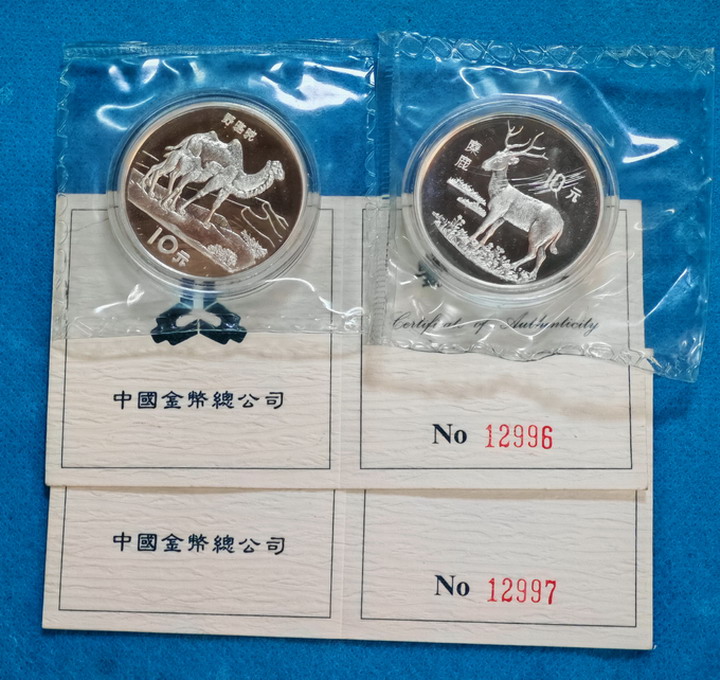 野骆驼
10元
麋鹿
10元
Certificate of Authenticity
中國金幣總公司
No 12996
中國金幣總公司
No 12997